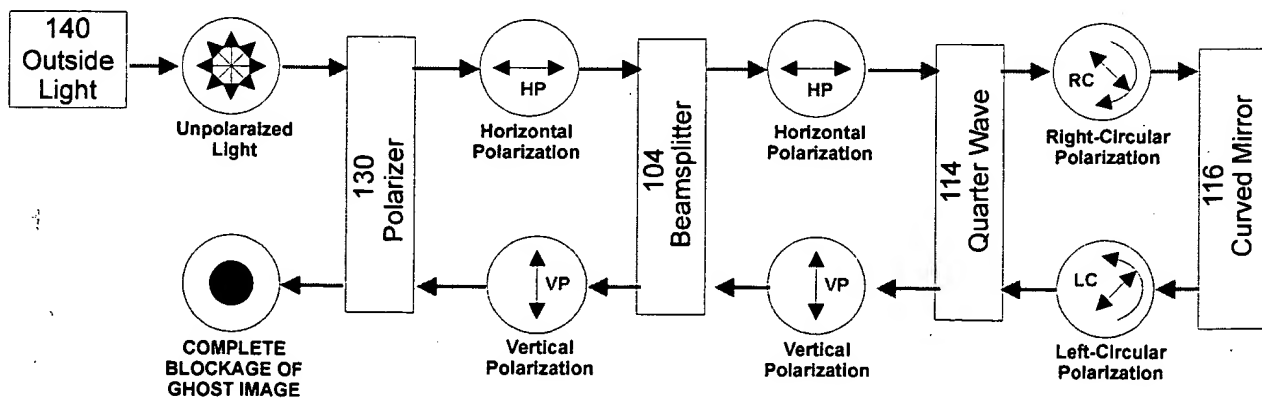 140
Outside
Light
Unpolaraized
Light
130
Polarizer
HP
Horizontal
Polarization
104
Beamsplitter
HP
Horizontal
Polarization
114
Quarter Wave
RC
Right-Circular
Polarization
116
Curved Mirror
COMPLETE
BLOCKAGE OF
GHOST IMAGE
VP
Vertical
Polarization
VP
Vertical
Polarization
LC
Left-Circular
Polarization